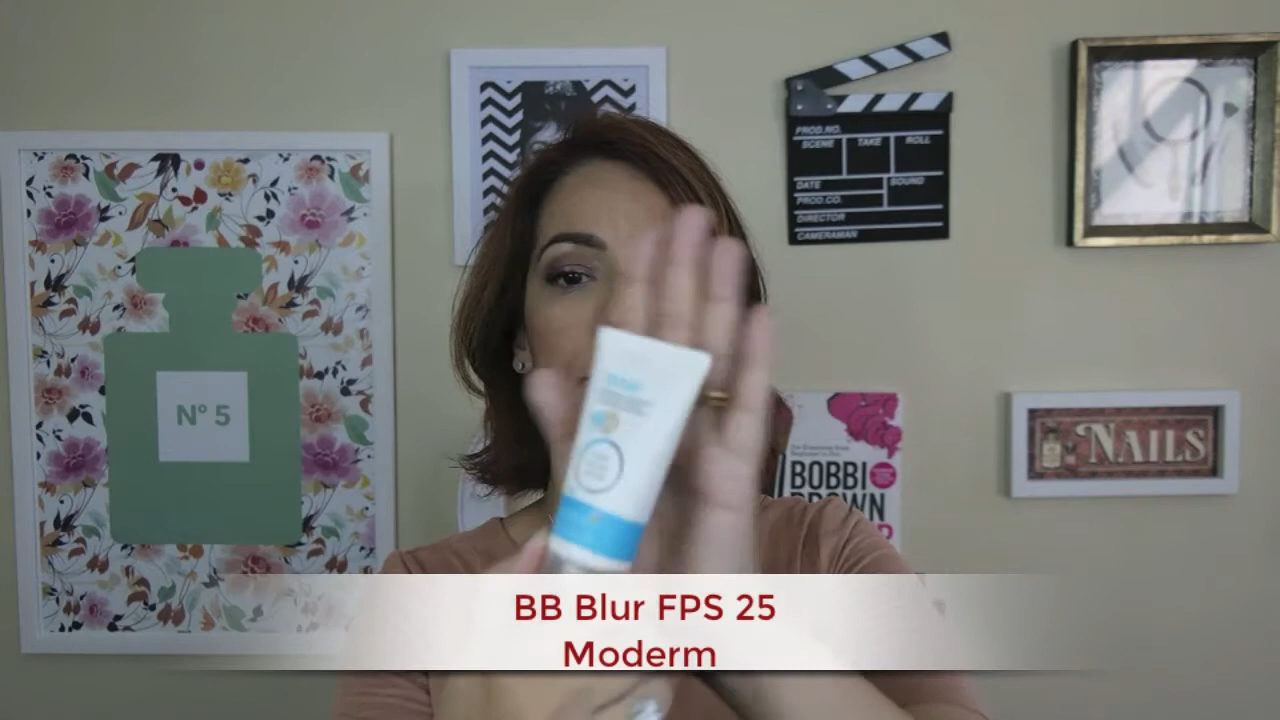 PROD.NO.
SCENE TAKE ROLL
DATE SOUND
PROD.CO.
DIRECTOR
CAMERAMAN
Nº 5
BOBBI
BROWN
NAILS
BB Blur FPS 25
Moderm